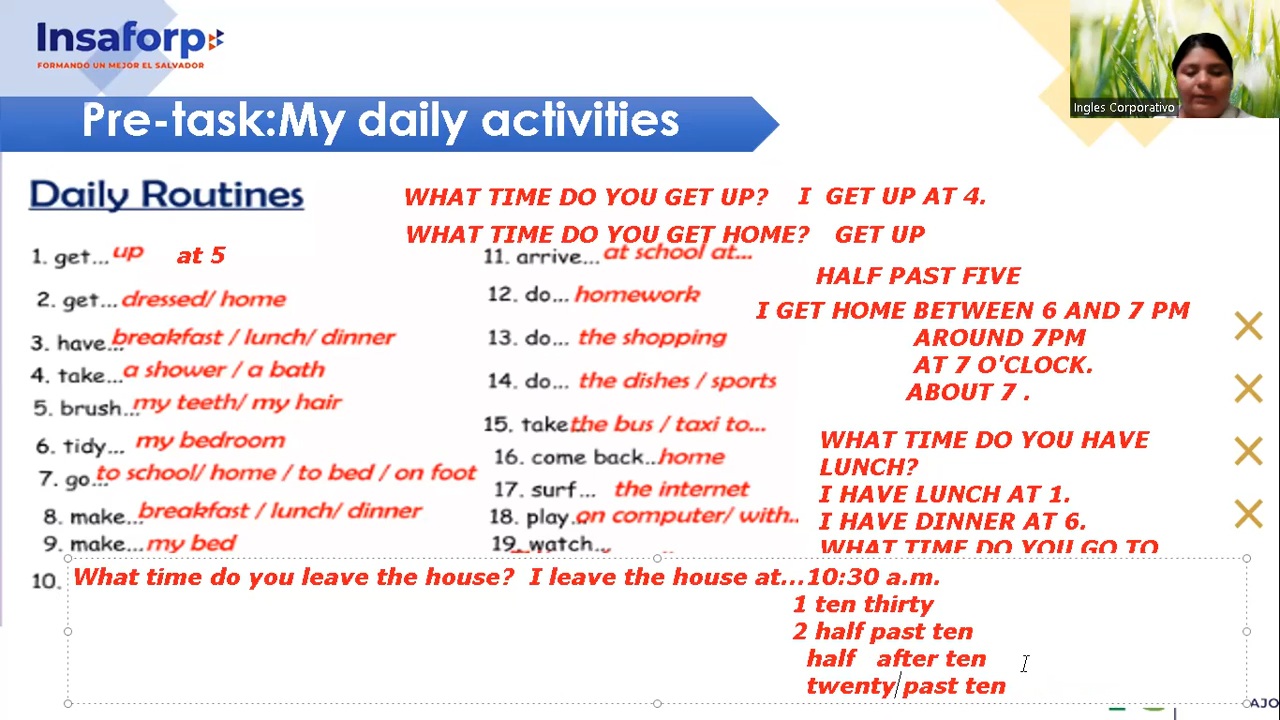 Insaforp
FORMANDO UN MEJOR EL SALVADOR
Ingles Corporativo
Pre-task:My daily activities
Daily Routines
WHAT TIME DO YOU GET UP? I GET UP AT 4.
WHAT TIME DO YOU GET HOME? GET UP
1. get... up at 5
2. get... dressed/ home
3. have... breakfast / lunch/ dinner
4. take... a shower / a bath
5. brush... my teeth/ my hair
6. tidy... my bedroom
7. go... to school/ home / to bed / on foot
8. make... breakfast / lunch/ dinner
9. make... my bed
10.
11. arrive... at school at...
12. do... homework
13. do... the shopping
14. do... the dishes / sports
15. take... the bus / taxi to...
16. come back... home
17. surf... the internet
18. play... on computer/ with..
19. watch...
HALF PAST FIVE
I GET HOME BETWEEN 6 AND 7 PM
AROUND 7PM
AT 7 O'CLOCK.
ABOUT 7 .
WHAT TIME DO YOU HAVE
LUNCH?
I HAVE LUNCH AT 1.
I HAVE DINNER AT 6.
WHAT TIME DO YOU GO TO
What time do you leave the house? I leave the house at...10:30 a.m.
1 ten thirty
2 half past ten
half after ten
twenty past ten
AJO